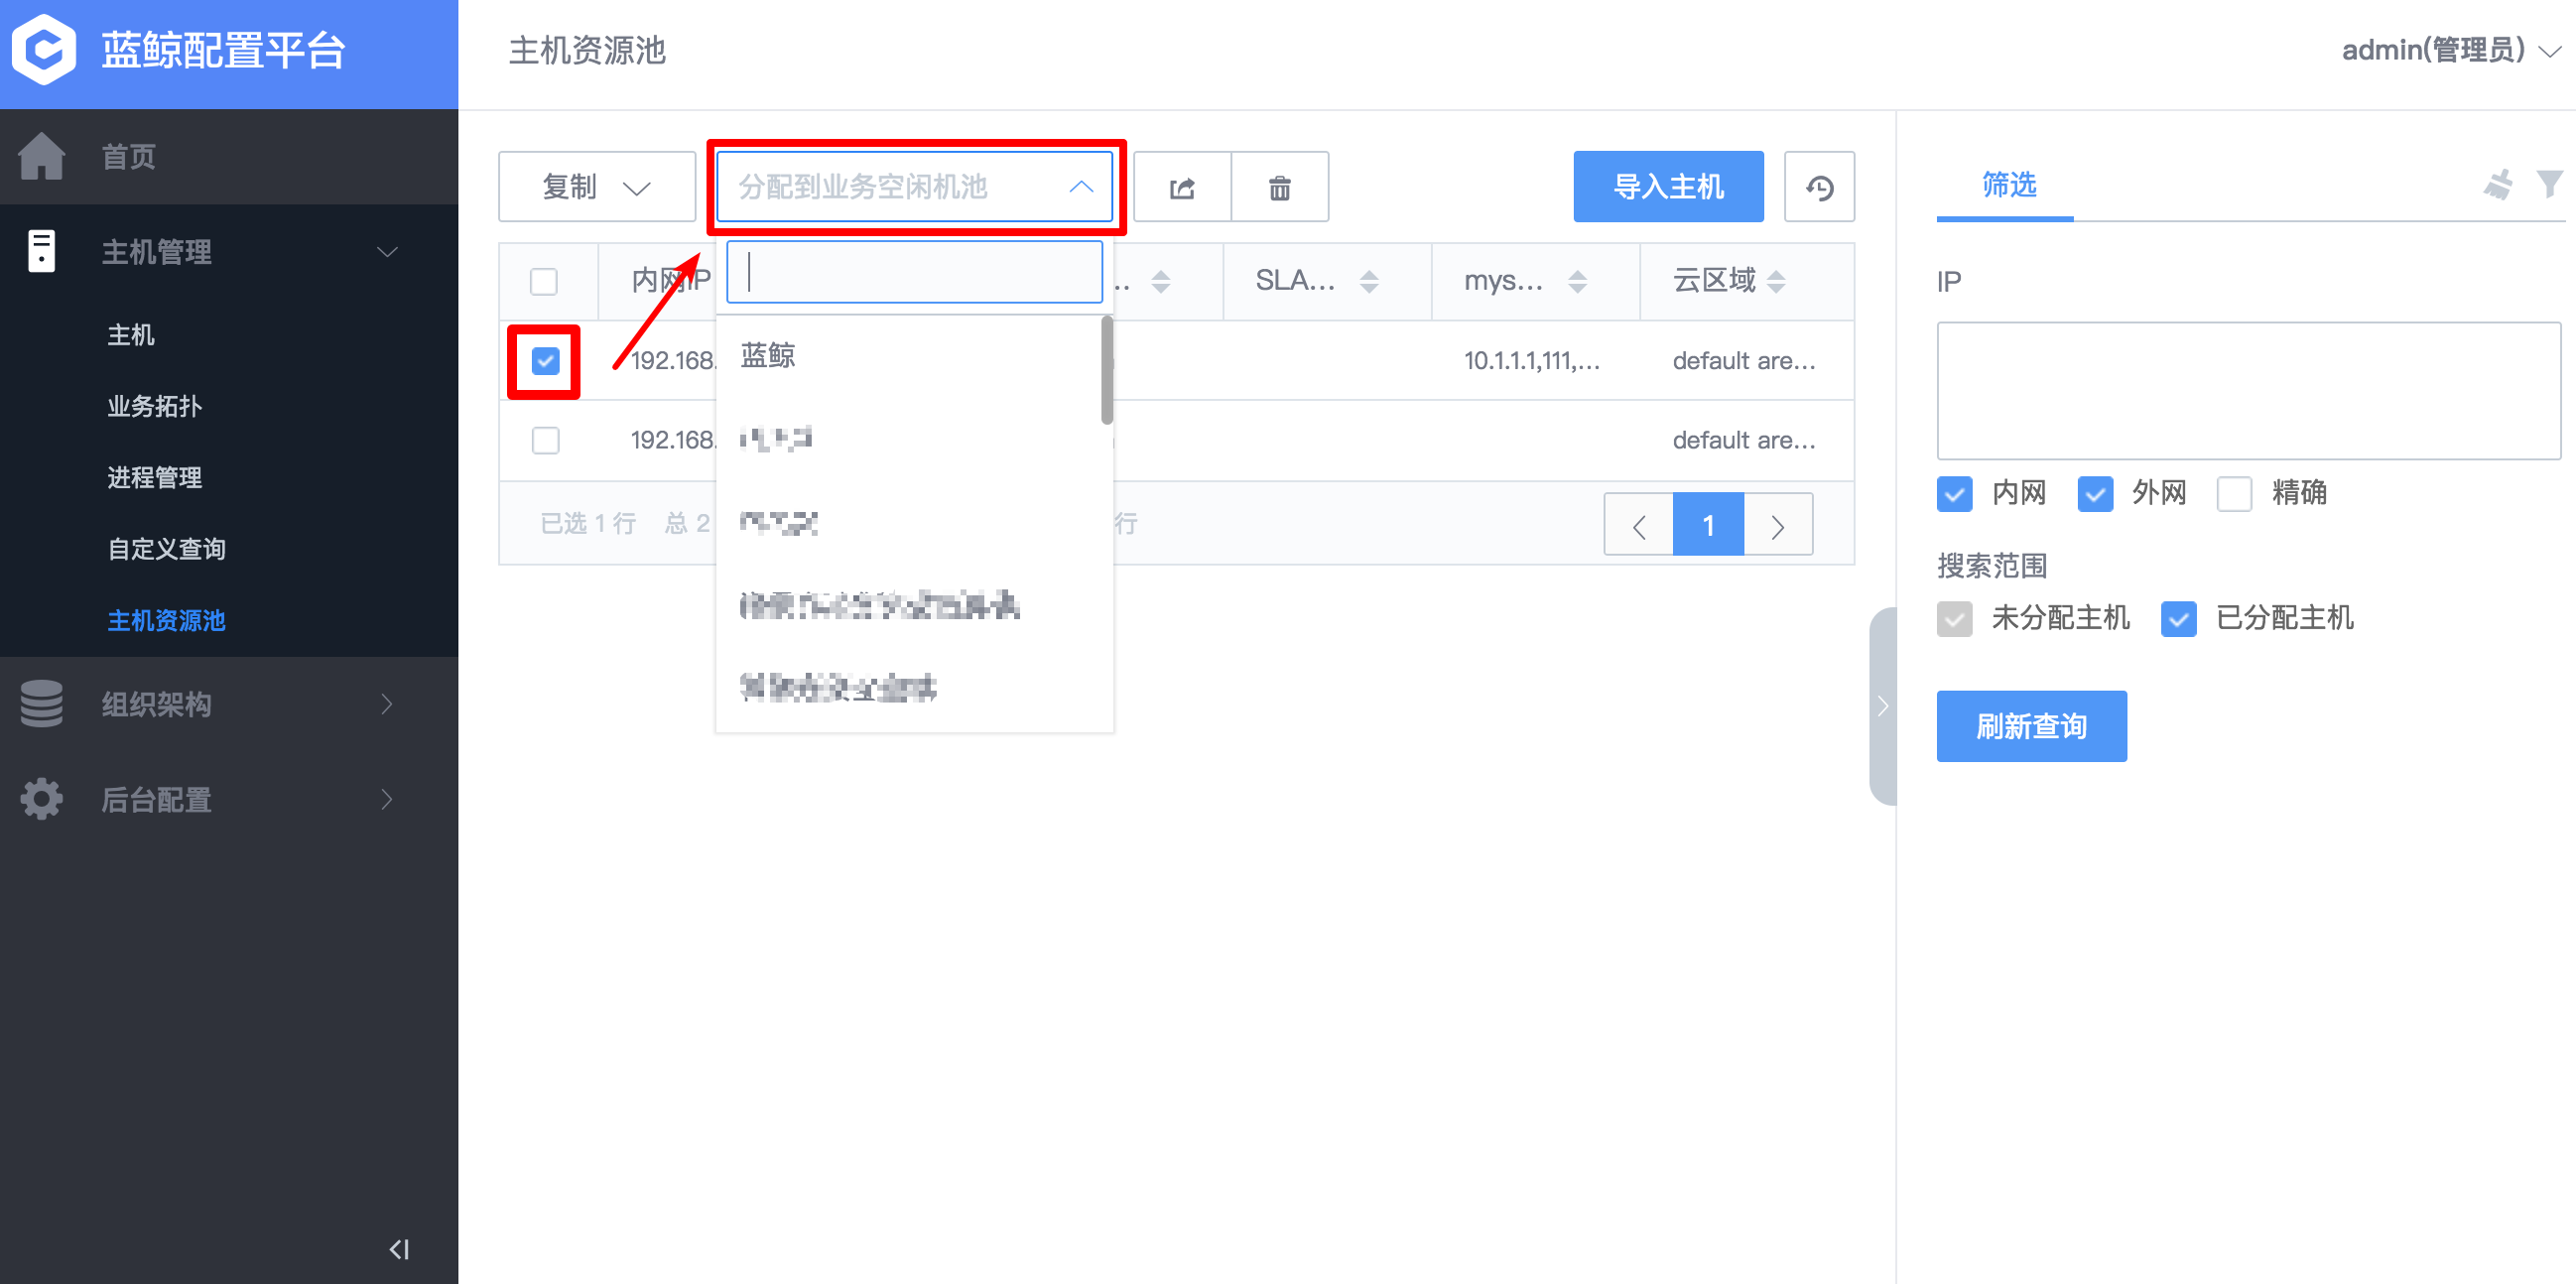 蓝鲸配置平台
主机资源池
admin(管理员)
首页
主机管理
主机
业务拓扑
进程管理
自定义查询
主机资源池
组织架构
后台配置
复制
分配到业务空闲机池
导入主机
内网IP
..
SLA...
mys...
云区域
192.168.
10.1.1.1,111,...
default are...
192.168.
default are...
蓝鲸
已选 1 行
总 2
行
1
筛选
IP
内网
外网
精确
搜索范围
未分配主机
已分配主机
刷新查询